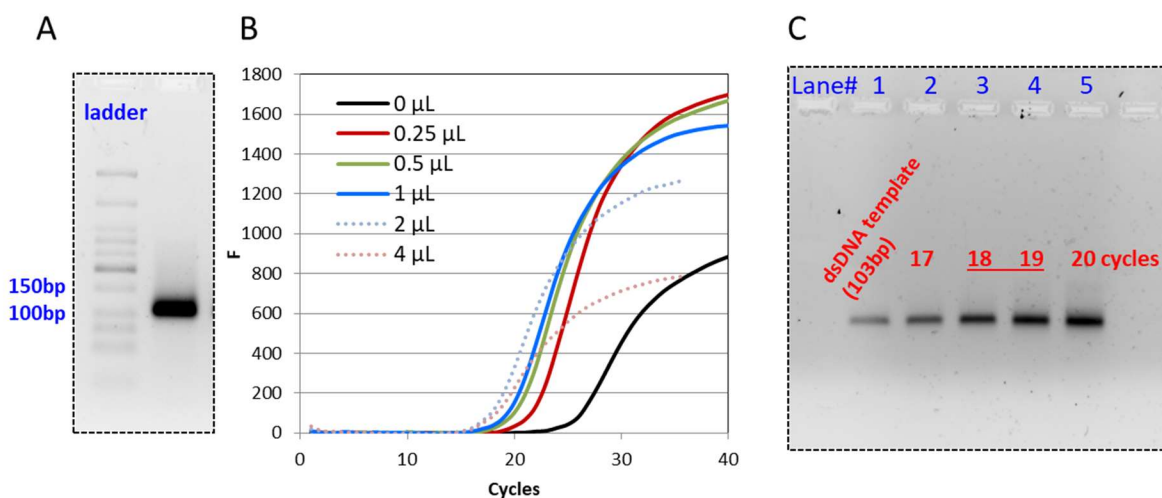 A
ladder
150bp
100bp
B
1800
1600
1400
1200
1000
800
600
400
200
0
F
0 µL
0.25 µL
0.5 µL
1 µL
2 µL
4 µL
0 10 20 30 40
Cycles
C
Lane# 1 2 3 4 5
dsDNA template
(103bp)
17 18 19 20 cycles